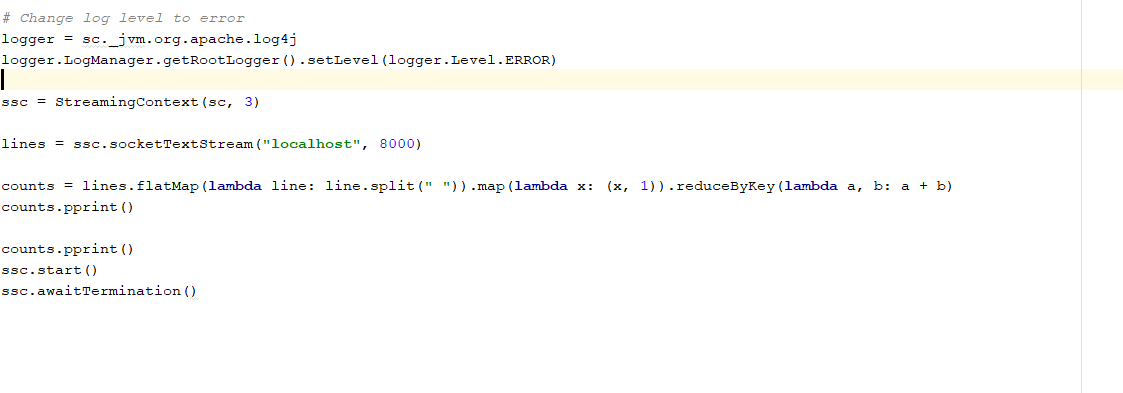 # Change log level to error
logger = sc._jvm.org.apache.log4j
logger.LogManager.getRootLogger().setLevel(logger.Level.ERROR)
ssc = StreamingContext(sc, 3)
lines = ssc.socketTextStream("localhost", 8000)
counts = lines.flatMap(lambda line: line.split(" ")).map(lambda x: (x, 1)).reduceByKey(lambda a, b: a + b)
counts.pprint()
counts.pprint()
ssc.start()
ssc.awaitTermination()